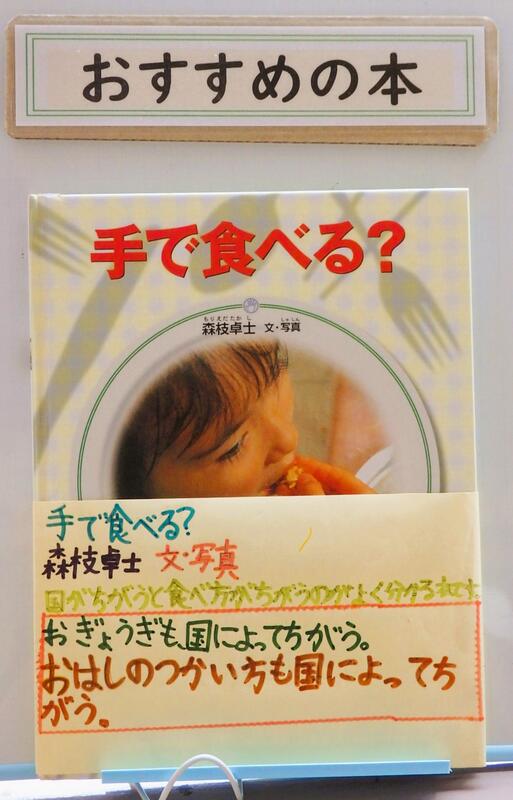 おすすめの本
手で食べる?
もりえだたかし しゃしん
森枝卓士 文・写真
手で食べる?
森枝卓士 文・写真
国がちがうと食べ方がちがうのがよく分かる本です
おぎょうぎも国によってちがう。
おはしのつかい方も国によってち
がう。